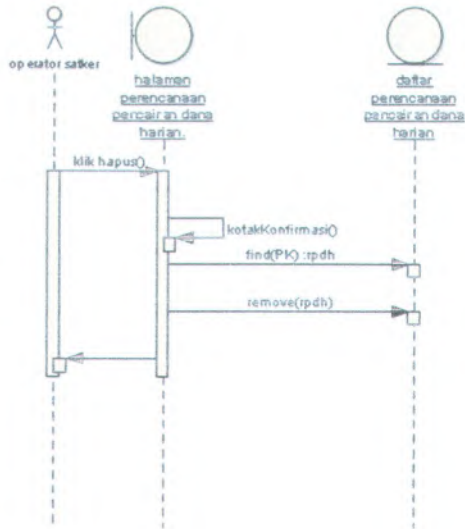 operator satker
halaman
perencanaan
pencairan dana
harian.
daftar
perencanaan
pencairan dana
harian
klik hapus()
kotakKonfirmasi()
find(PK) :rpdh
remove(rpdh)